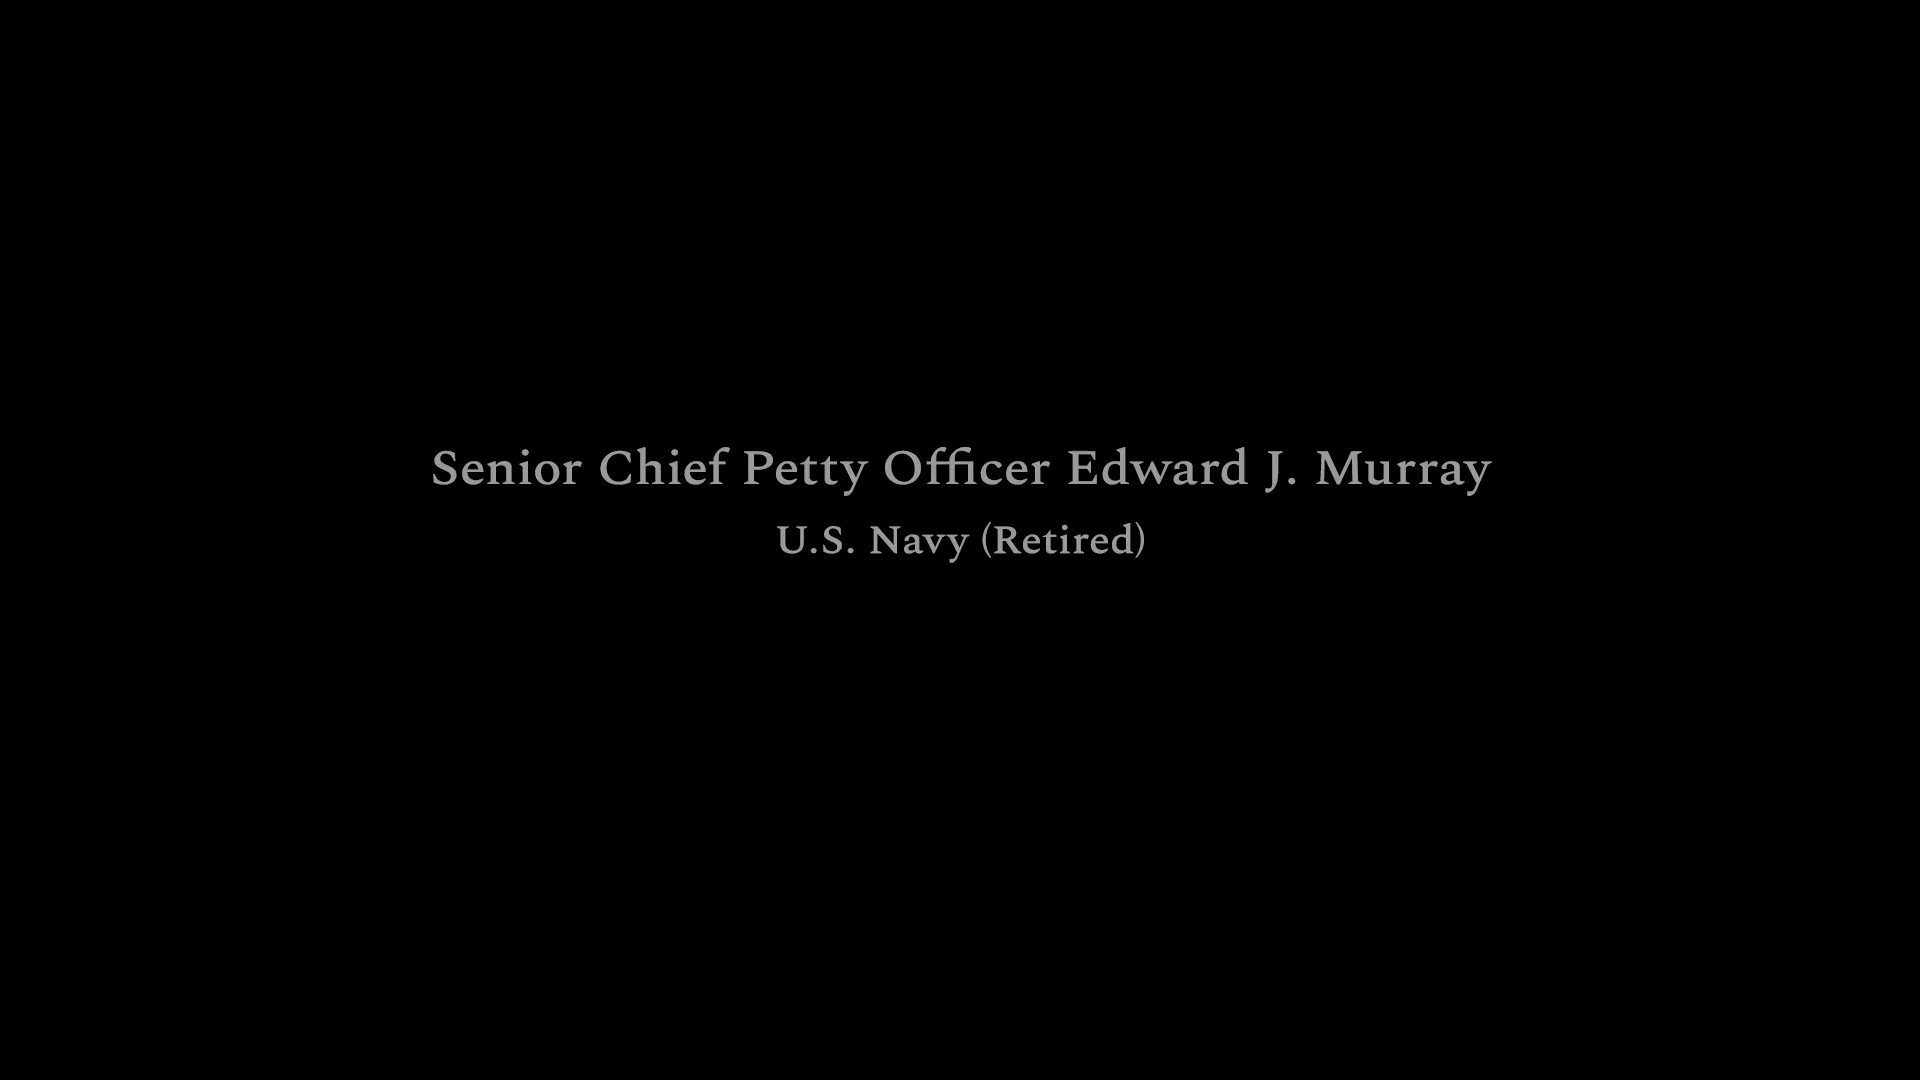 Senior Chief Petty Officer Edward J. Murray
U.S. Navy (Retired)